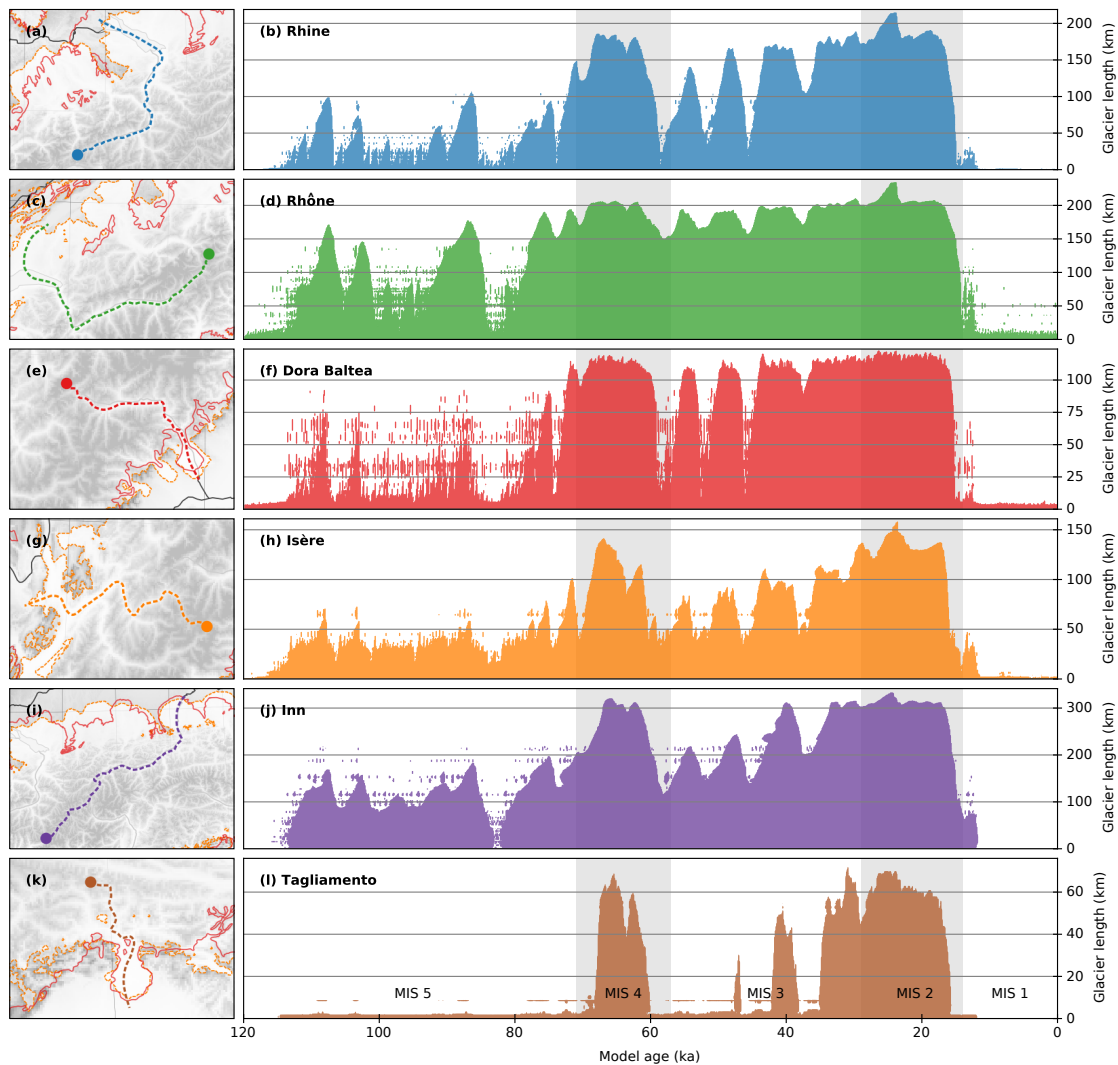 (a)
(b) Rhine
0
50
100
150
200
Glacier length (km)
(c)
(d) Rhône
0
50
100
150
200
Glacier length (km)
(e)
(f) Dora Baltea
0
25
50
75
100
Glacier length (km)
(g)
(h) Isère
0
50
100
150
Glacier length (km)
(i)
(j) Inn
0
100
200
300
Glacier length (km)
(k)
(l) Tagliamento
0
20
40
60
Glacier length (km)
MIS 5
MIS 4
MIS 3
MIS 2
MIS 1
120
100
80
60
40
20
0
Model age (ka)